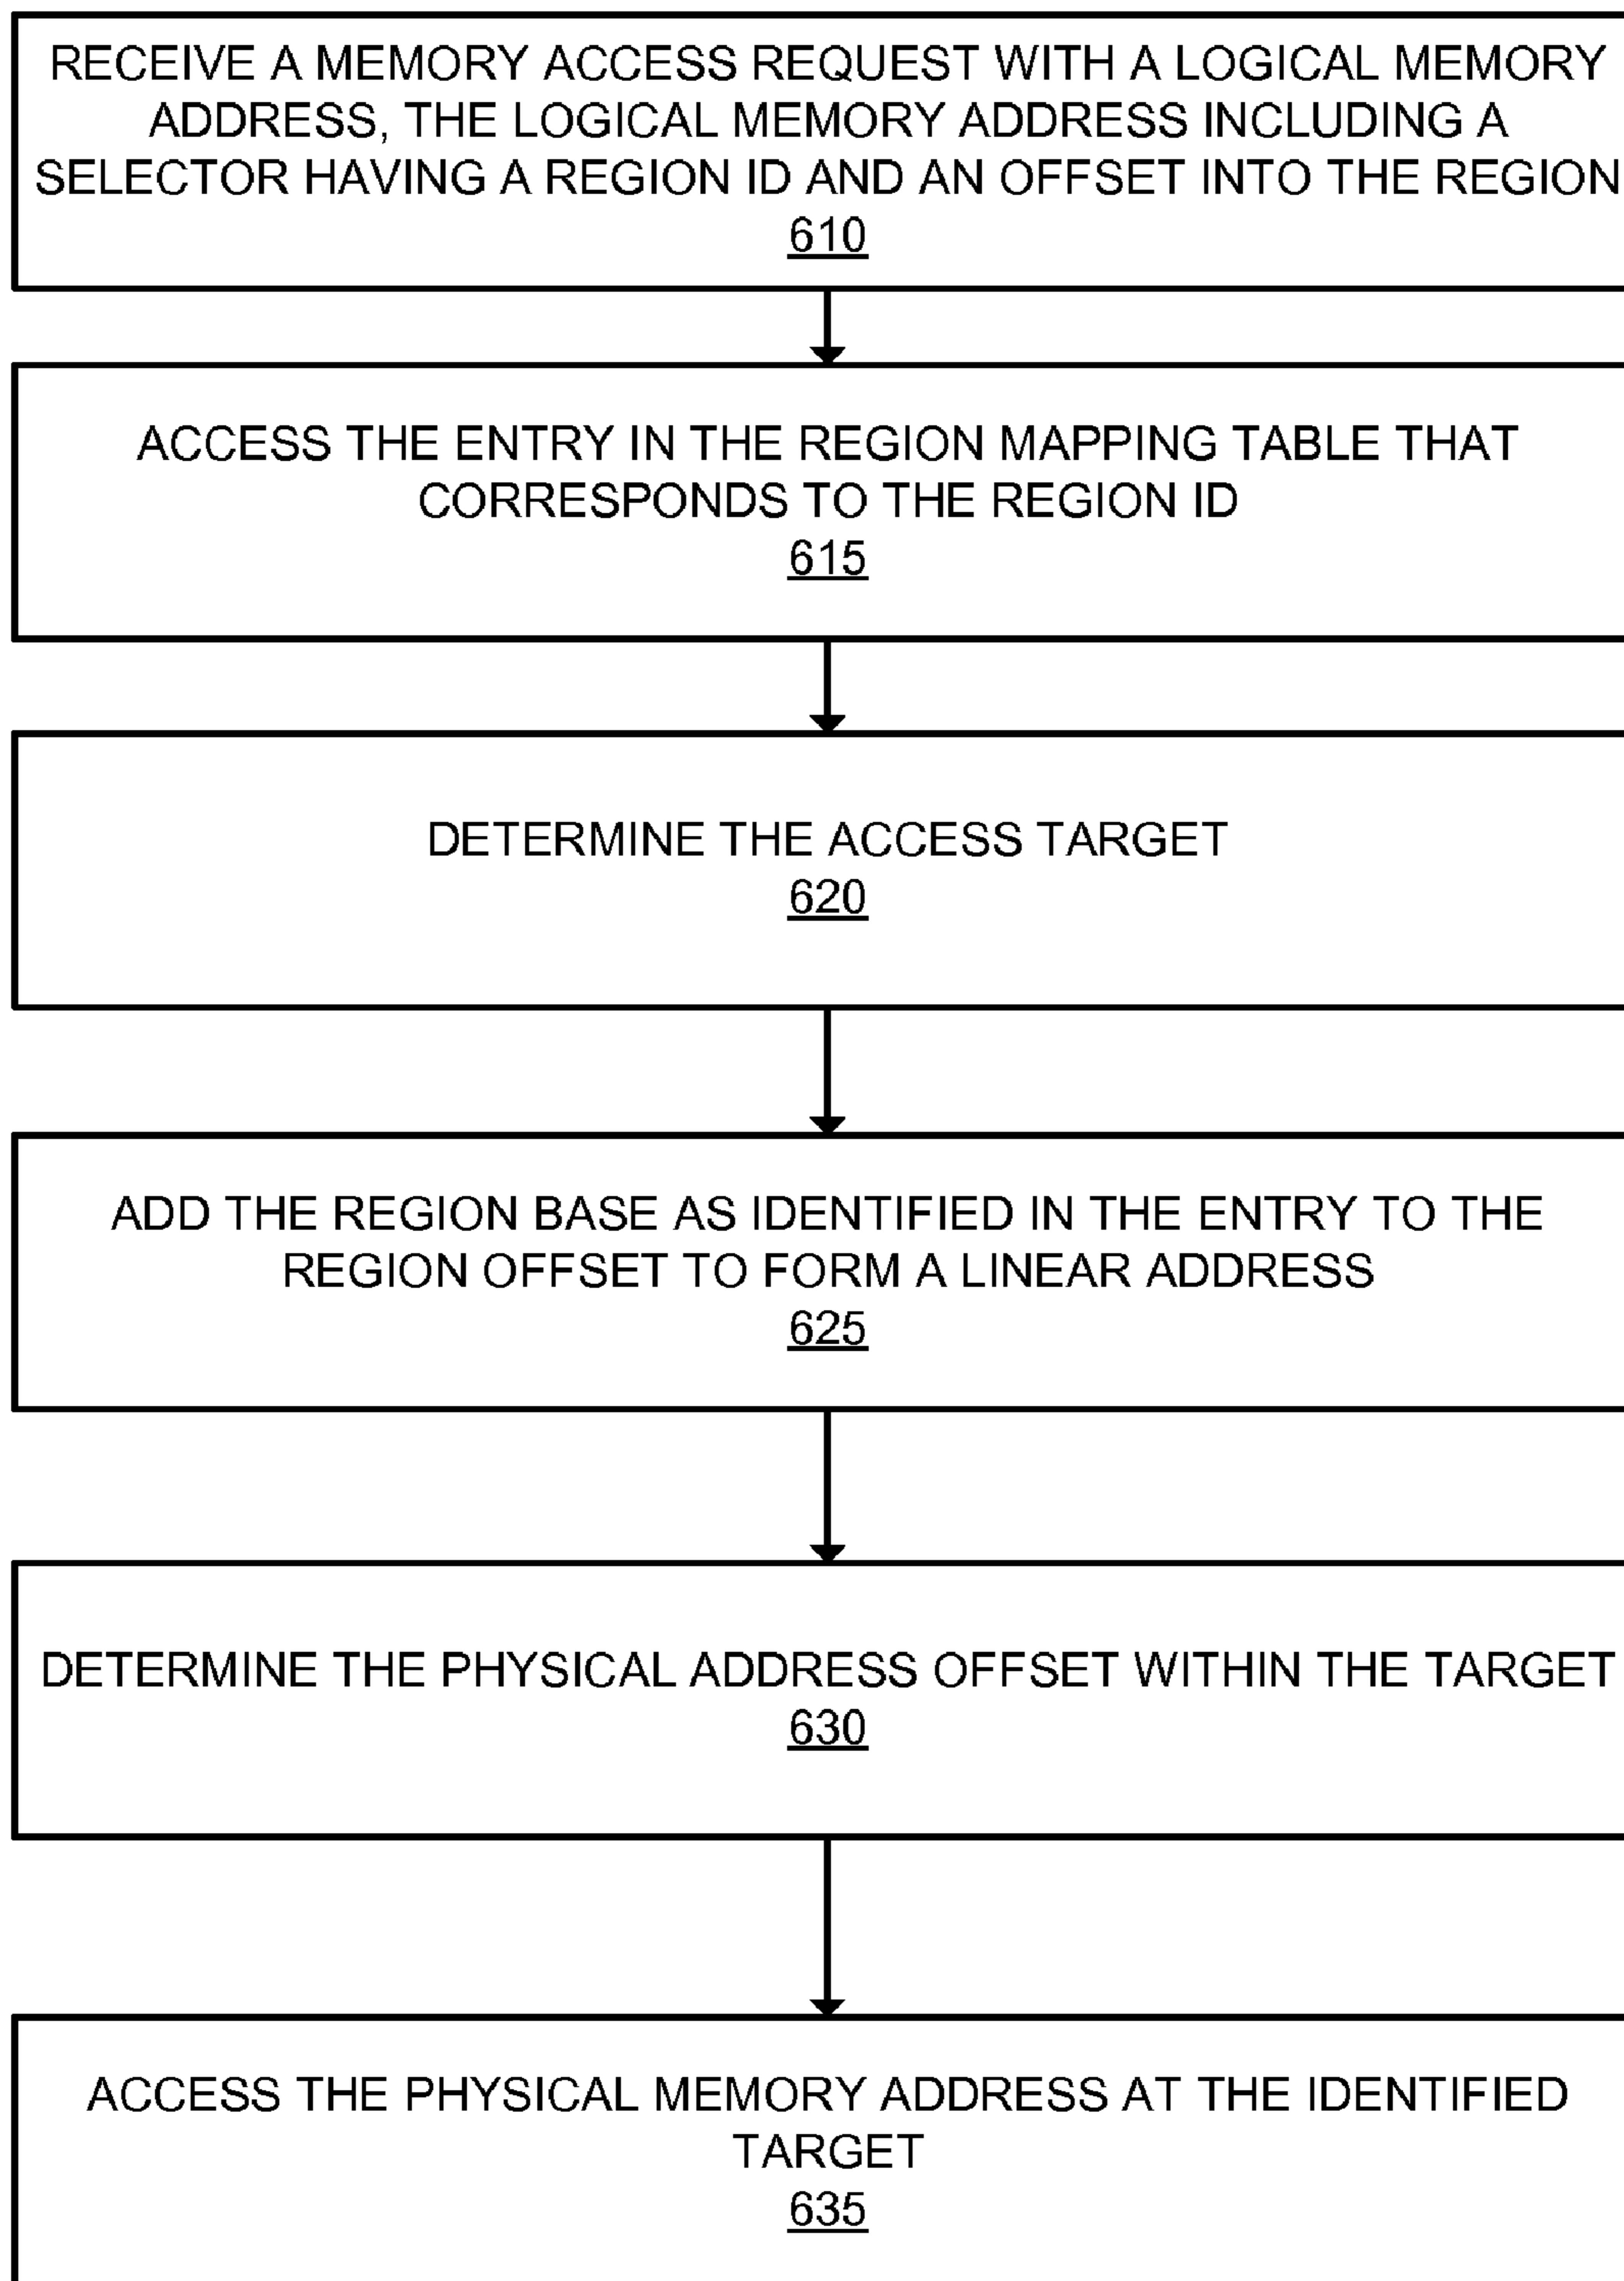 RECEIVE A MEMORY ACCESS REQUEST WITH A LOGICAL MEMORY
ADDRESS, THE LOGICAL MEMORY ADDRESS INCLUDING A
SELECTOR HAVING A REGION ID AND AN OFFSET INTO THE REGION
610
ACCESS THE ENTRY IN THE REGION MAPPING TABLE THAT
CORRESPONDS TO THE REGION ID
615
DETERMINE THE ACCESS TARGET
620
ADD THE REGION BASE AS IDENTIFIED IN THE ENTRY TO THE
REGION OFFSET TO FORM A LINEAR ADDRESS
625
DETERMINE THE PHYSICAL ADDRESS OFFSET WITHIN THE TARGET
630
ACCESS THE PHYSICAL MEMORY ADDRESS AT THE IDENTIFIED
TARGET
635